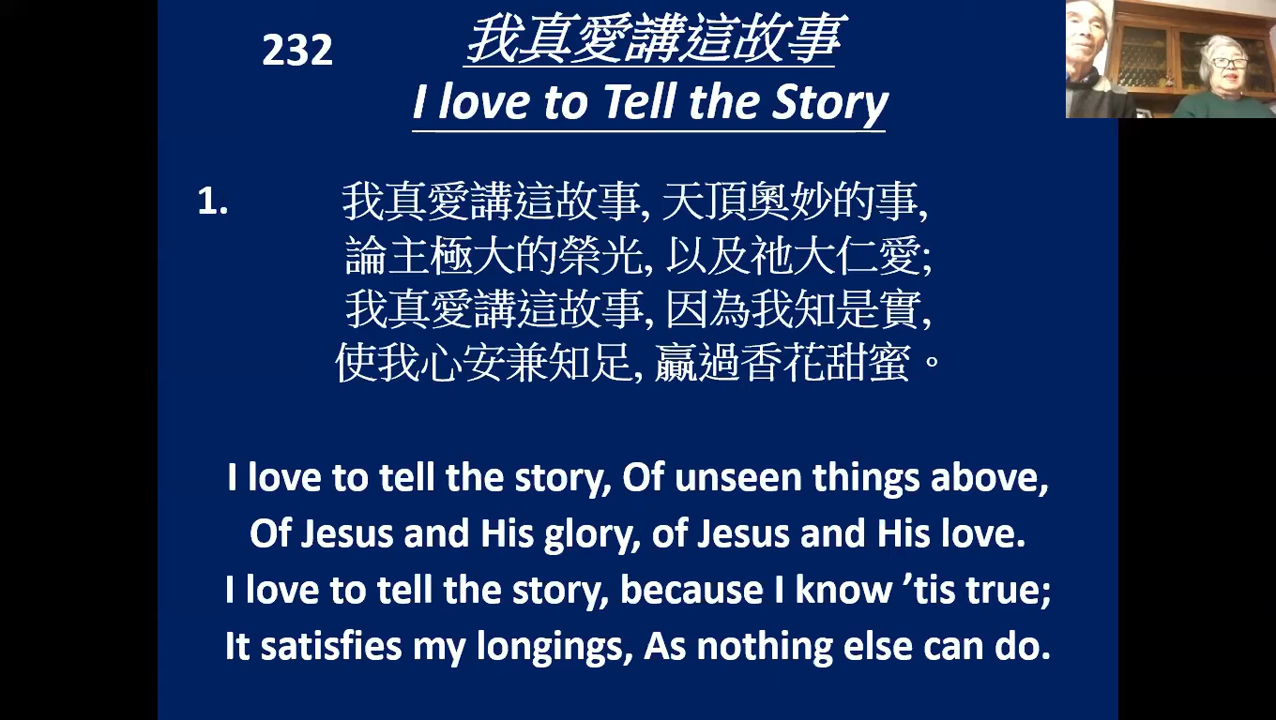 232
我真愛講這故事
I love to Tell the Story
1.
我真愛講這故事, 天頂奧妙的事,
論主極大的榮光, 以及祂大仁愛;
我真愛講這故事, 因為我知是實,
使我心安兼知足, 贏過香花甜蜜。
I love to tell the story, Of unseen things above,
Of Jesus and His glory, of Jesus and His love.
I love to tell the story, because I know ’tis true;
It satisfies my longings, As nothing else can do.